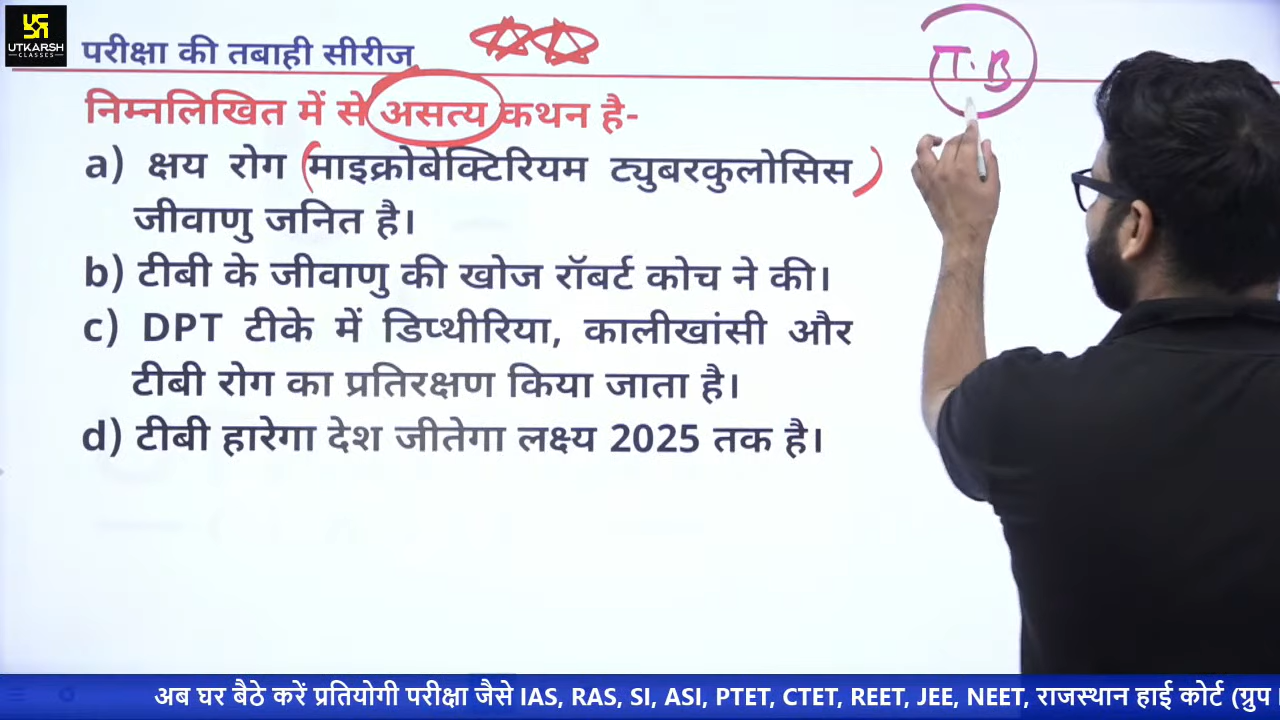 UTKARSH
CLASSES
परीक्षा की तबाही सीरीज
T.B
निम्नलिखित में से असत्य कथन है-
a) क्षय रोग (माइक्रोबेक्टिरियम ट्युबरकुलोसिस)
जीवाणु जनित है।
b) टीबी के जीवाणु की खोज रॉबर्ट कोच ने की।
c) DPT टीके में डिप्थीरिया, कालीखांसी और
टीबी रोग का प्रतिरक्षण किया जाता है।
d) टीबी हारेगा देश जीतेगा लक्ष्य 2025 तक है।
अब घर बैठे करें प्रतियोगी परीक्षा जैसे IAS, RAS, SI, ASI, PTET, CTET, REET, JEE, NEET, राजस्थान हाई कोर्ट (ग्रुप